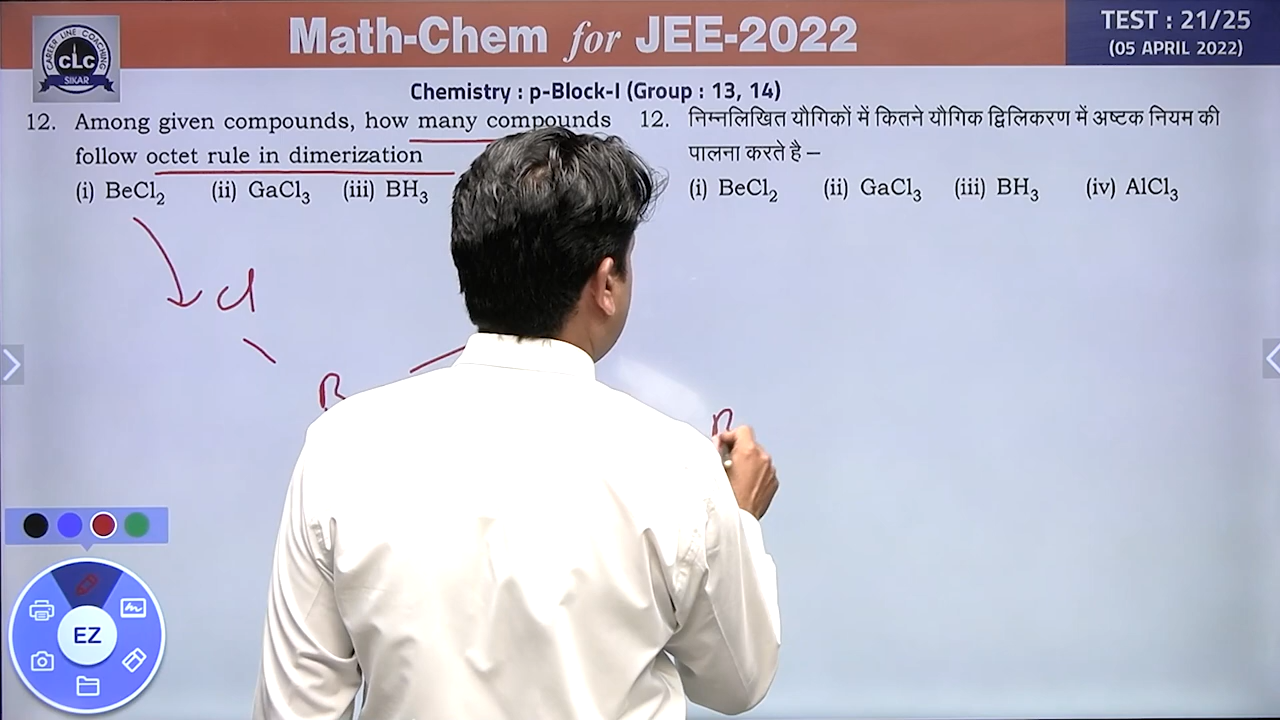 CAREER LINE COACHING
CLC
SIKAR
Math-Chem for JEE-2022
TEST : 21/25
(05 APRIL 2022)
Chemistry : p-Block-I (Group : 13, 14)
12. Among given compounds, how many compounds
follow octet rule in dimerization
(i) BeCl₂ (ii) GaCl₃ (iii) BH₃
12. निम्नलिखित यौगिकों में कितने यौगिक द्विलिकरण में अष्टक नियम की
पालना करते है –
(i) BeCl₂ (ii) GaCl₃ (iii) BH₃ (iv) AlCl₃
Cl
B
EZ